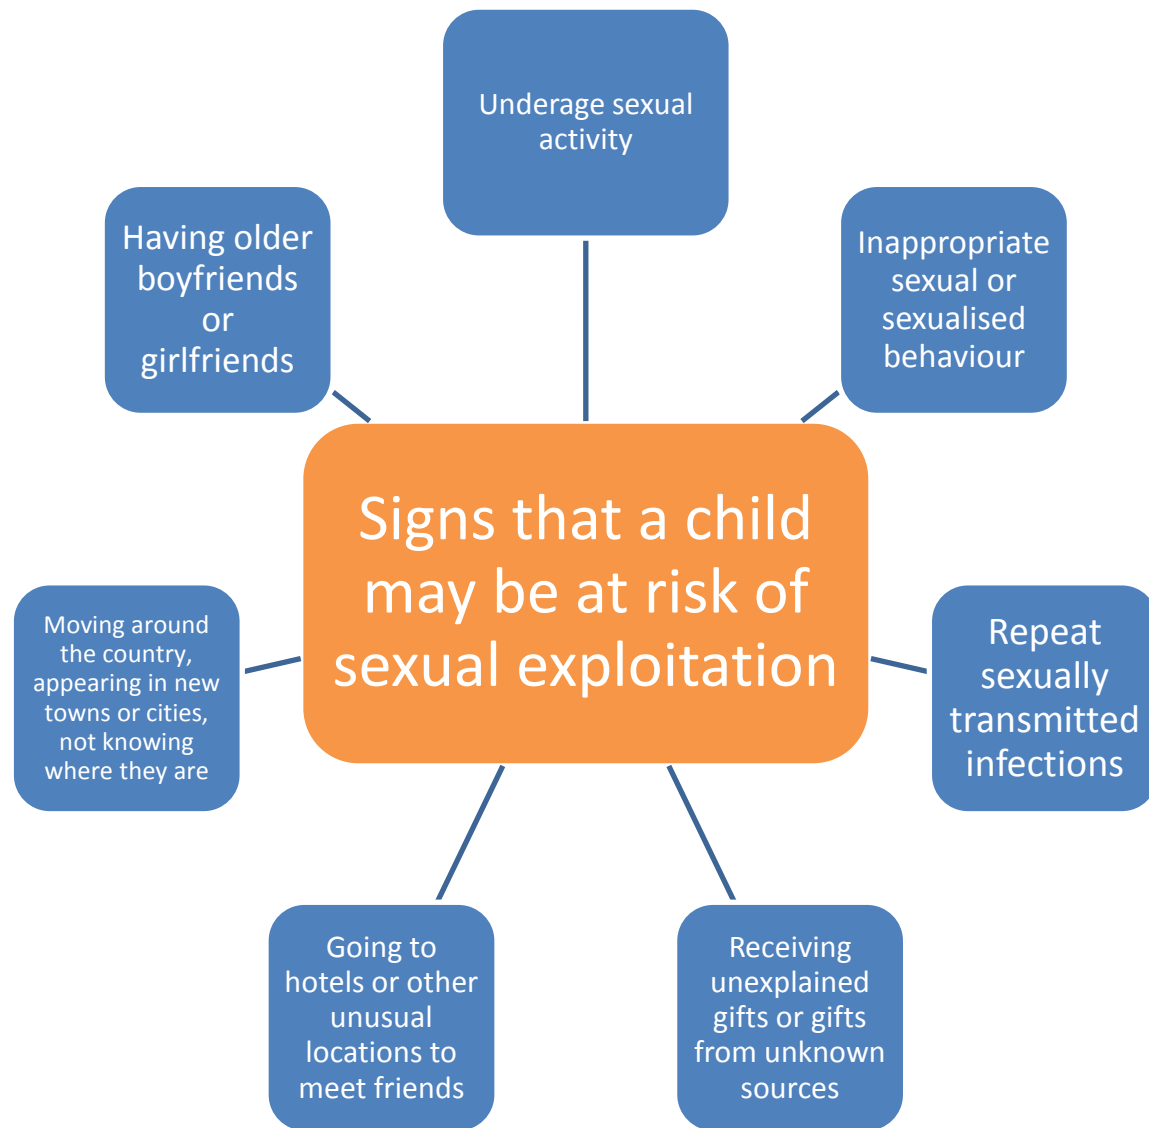 Underage sexual
activity
Having older
boyfriends
or
girlfriends
Inappropriate
sexual or
sexualised
behaviour
Signs that a child
may be at risk of
sexual exploitation
Moving around
the country,
appearing in new
towns or cities,
not knowing
where they are
Repeat
sexually
transmitted
infections
Going to
hotels or other
unusual
locations to
meet friends
Receiving
unexplained
gifts or gifts
from unknown
sources